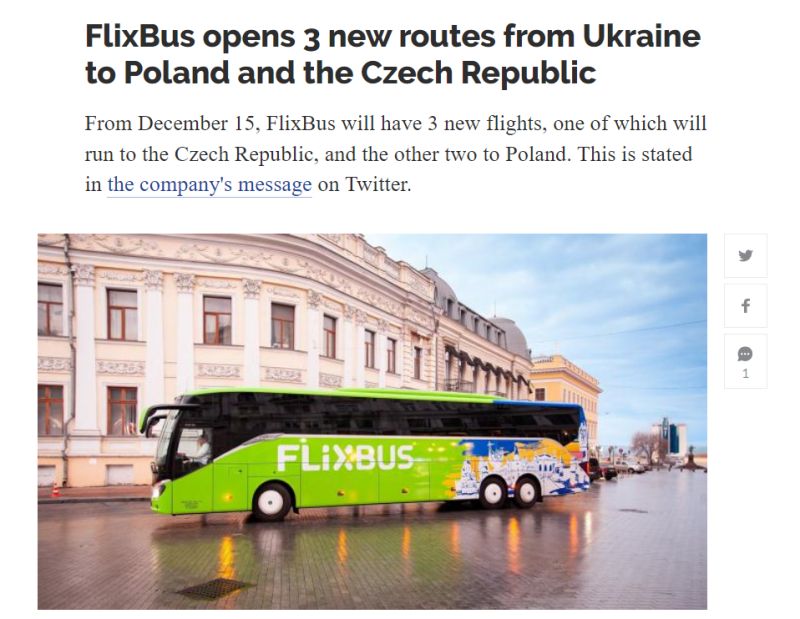 FlixBus opens 3 new routes from Ukraine
to Poland and the Czech Republic
From December 15, FlixBus will have 3 new flights, one of which will
run to the Czech Republic, and the other two to Poland. This is stated
in the company's message on Twitter.
FLiXBUS
1